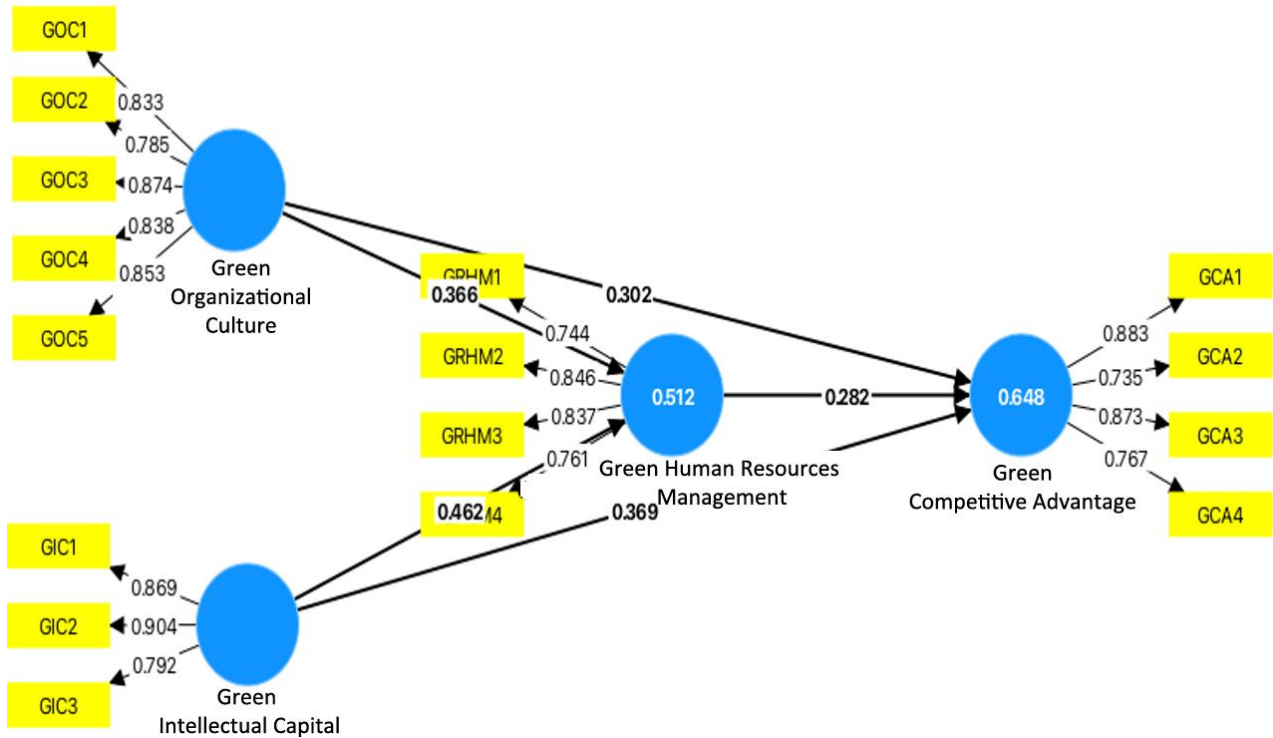 GOC1
GOC2
GOC3
GOC4
GOC5
0.833
0.785
0.874
0.838
0.853
Green
Organizational
Culture
GRHM1
GRHM2
GRHM3
M4
0.366
0.302
0.744
0.846
0.837
0.761
0.462
0.369
0.512
0.282
0.648
Green Human Resources
Management
Green
Competitive Advantage
GCA1
GCA2
GCA3
GCA4
0.883
0.735
0.873
0.767
GIC1
GIC2
GIC3
0.869
0.904
0.792
Green
Intellectual Capital